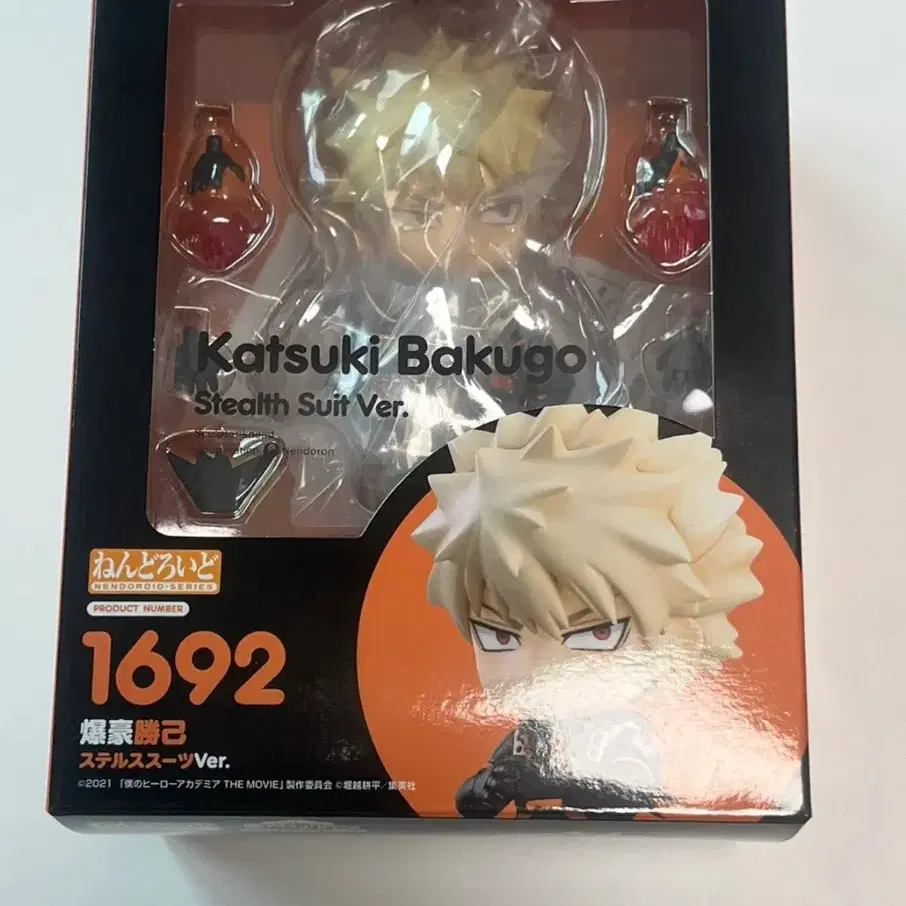 Katsuki Bakugo
Stealth Suit Ver.
Nendoron
ねんどろいど
NENDOROID·SERIES
PRODUCT NUMBER
1692
爆豪勝己
ステルススーツVer.
©2021 「僕のヒーローアカデミア THE MOVIE」製作委員会 ©堀越耕平／集英社